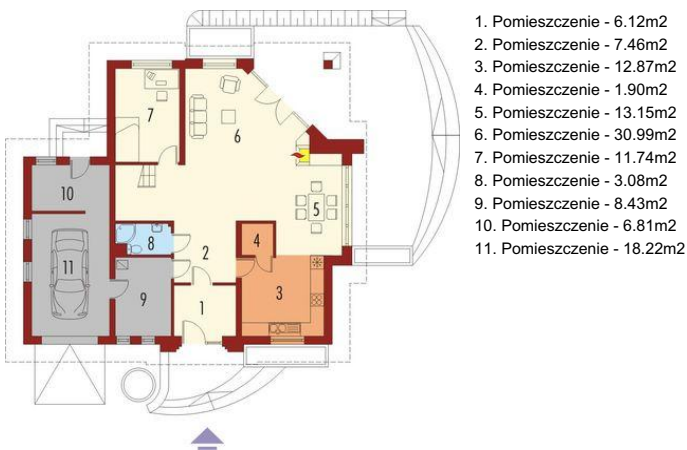 1. Pomieszczenie - 6.12m2
2. Pomieszczenie - 7.46m2
3. Pomieszczenie - 12.87m2
4. Pomieszczenie - 1.90m2
5. Pomieszczenie - 13.15m2
6. Pomieszczenie - 30.99m2
7. Pomieszczenie - 11.74m2
8. Pomieszczenie - 3.08m2
9. Pomieszczenie - 8.43m2
10. Pomieszczenie - 6.81m2
11. Pomieszczenie - 18.22m2
7
6
10
5
8
4
2
11
9
3
1